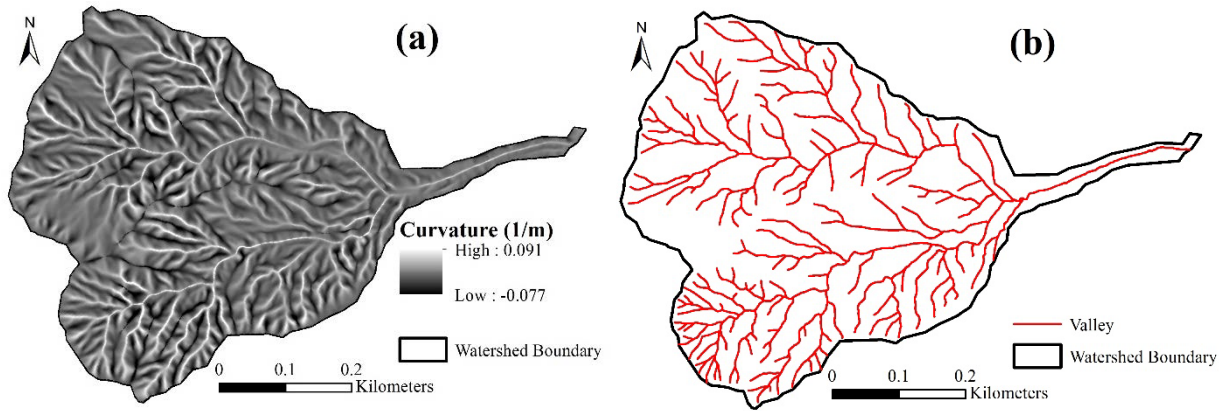 N
(a)
Curvature (1/m)
High : 0.091
Low : -0.077
Watershed Boundary
0 0.1 0.2
Kilometers
N
(b)
Valley
Watershed Boundary
0 0.1 0.2
Kilometers